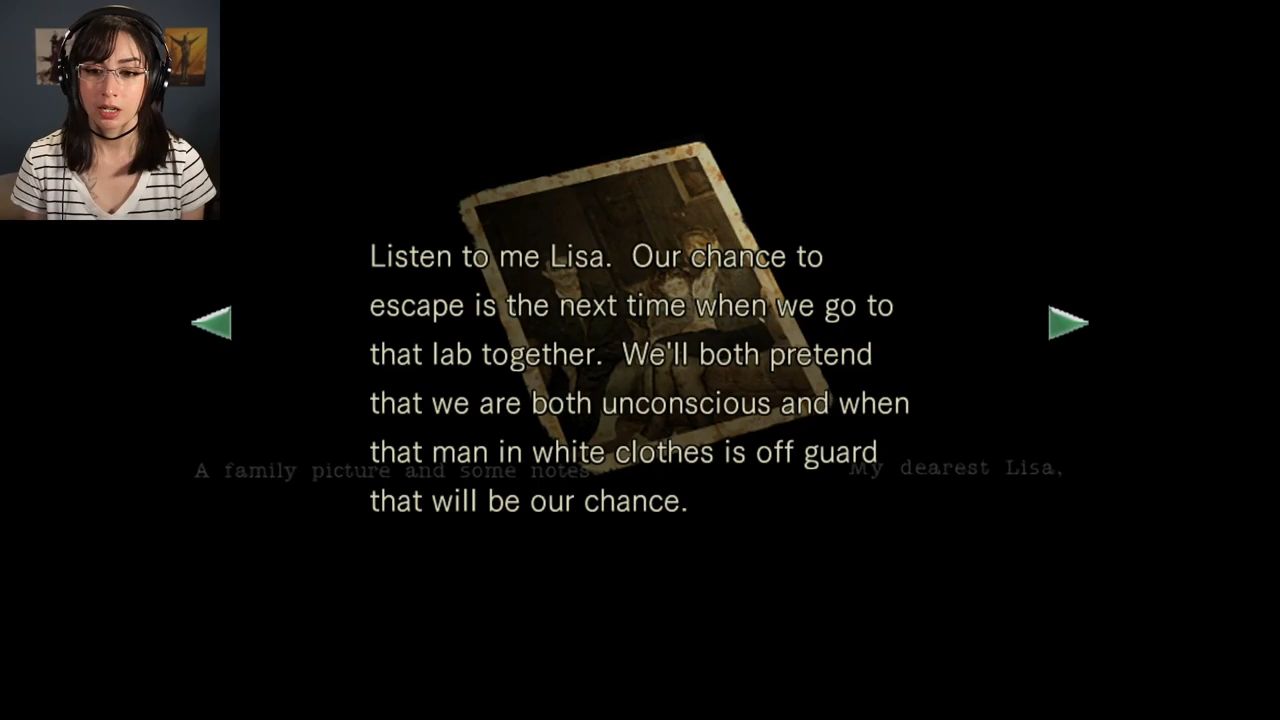 Listen to me Lisa. Our chance to
escape is the next time when we go to
that lab together. We'll both pretend
that we are both unconscious and when
that man in white clothes is off guard
that will be our chance.
A family picture and some notes
My dearest Lisa,